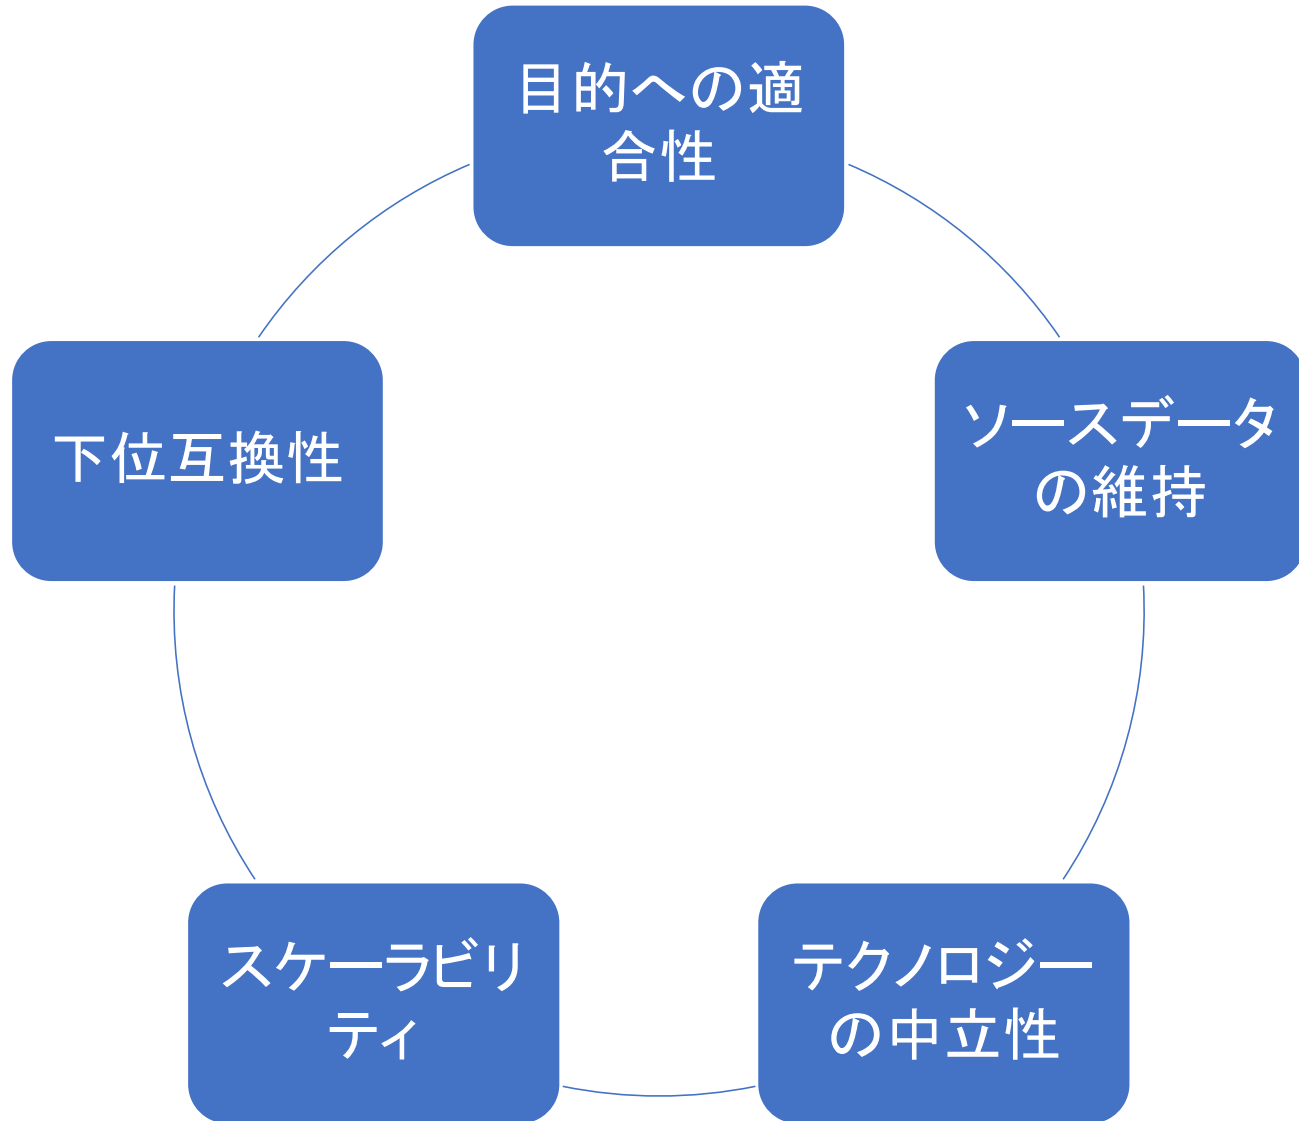 目的への適
合性
ソースデータ
の維持
テクノロジー
の中立性
スケーラビリ
ティ
下位互換性